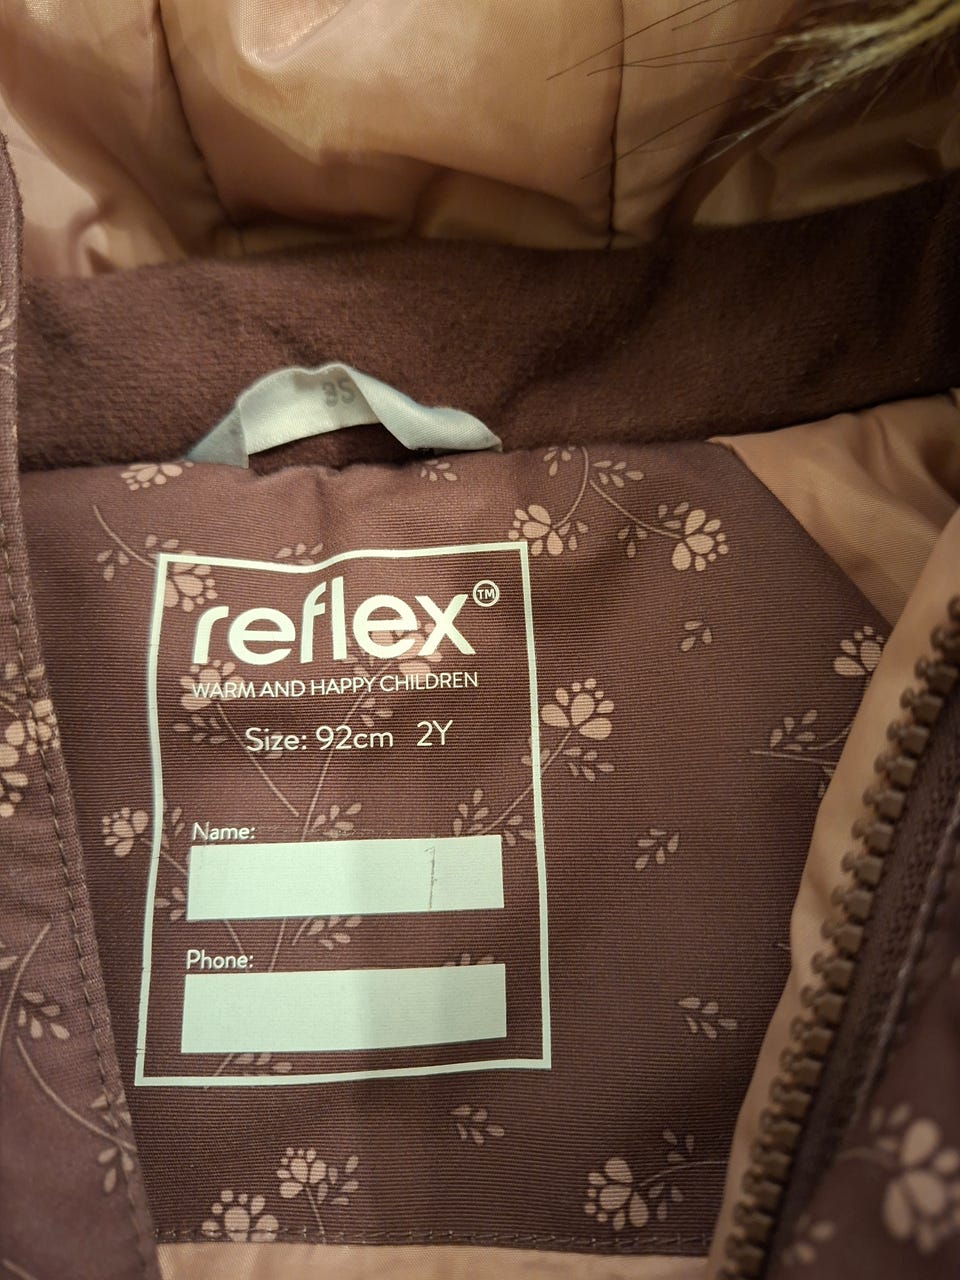 35
reflex™
WARM AND HAPPY CHILDREN
Size: 92cm 2Y
Name:
Phone: